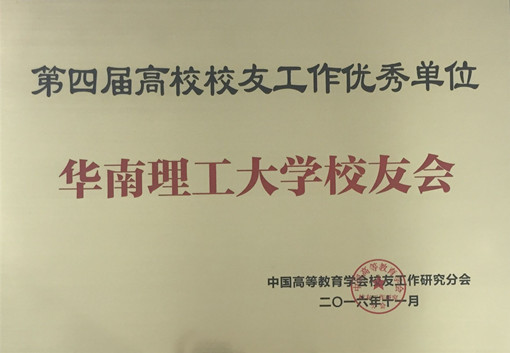 第四届高校校友工作优秀单位
华南理工大学校友会
中国高等教育学会校友工作研究分会
二〇一六年十一月